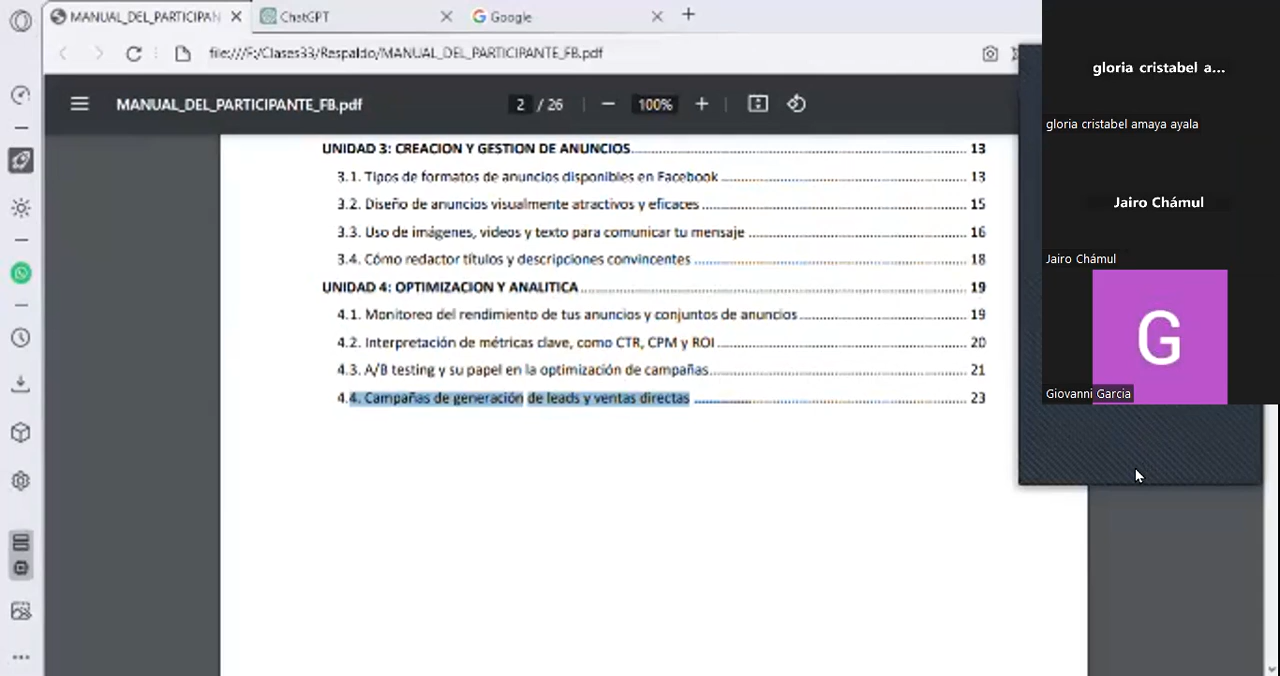 MANUAL_DEL_PARTICIPAN
ChatGPT
Google
file:///F:/Clases33/Respaldo/MANUAL_DEL_PARTICIPANTE_FB.pdf
MANUAL_DEL_PARTICIPANTE_FB.pdf
2 / 26
100%
UNIDAD 3: CREACION Y GESTION DE ANUNCIOS 13
3.1. Tipos de formatos de anuncios disponibles en Facebook 13
3.2. Diseño de anuncios visualmente atractivos y eficaces 15
3.3. Uso de imágenes, videos y texto para comunicar tu mensaje 16
3.4. Cómo redactor títulos y descripciones convincentes 18
UNIDAD 4: OPTIMIZACION Y ANALITICA 19
4.1. Monitoreo del rendimiento de tus anuncios y conjuntos de anuncios 19
4.2. Interpretación de métricas clave, como CTR, CPM y ROI 20
4.3. A/B testing y su papel en la optimización de campañas 21
4.4. Campañas de generación de leads y ventas directas 23
gloria cristabel a...
gloria cristabel amaya ayala
Jairo Chámul
Jairo Chámul
G
Giovanni Garcia